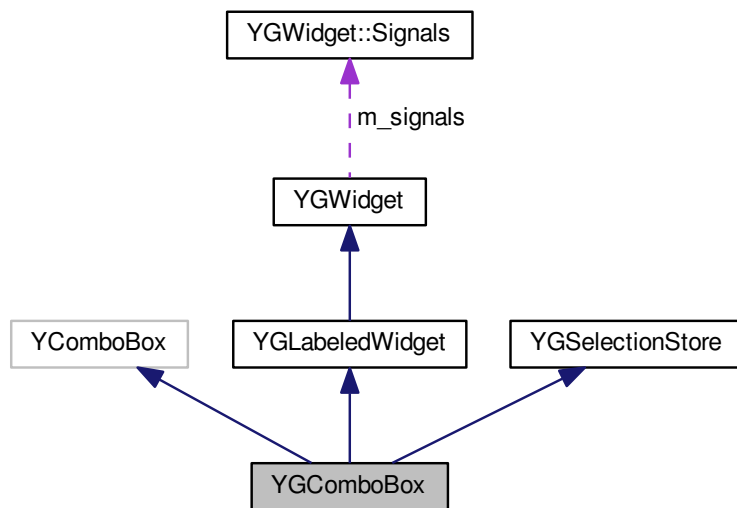 YGWidget::Signals
m_signals
YGWidget
YComboBox
YGLabeledWidget
YGSelectionStore
YGComboBox